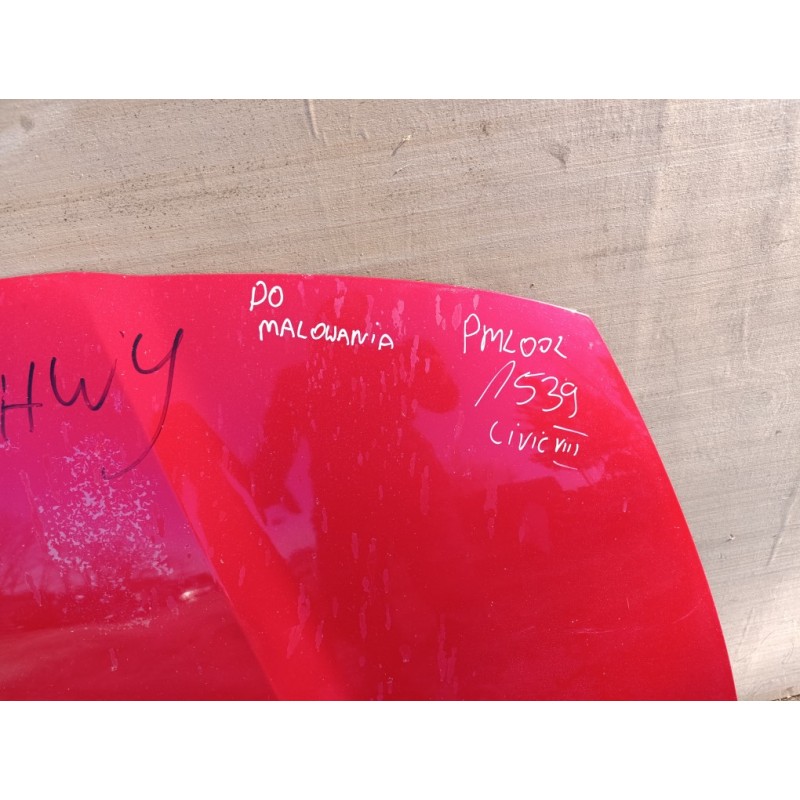 HWY
DO
MALOWANIA
PML002
1539
CIVIC VIII